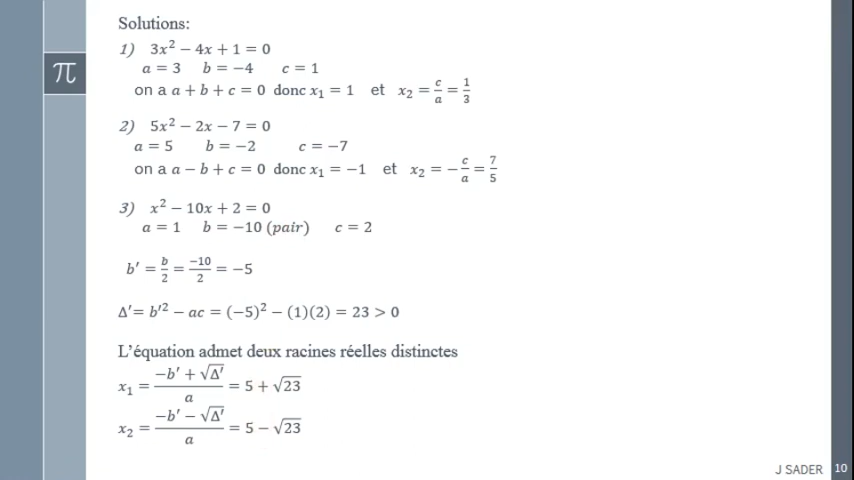 Solutions:
π
1) 3x² − 4x + 1 = 0
a = 3 b = −4 c = 1
on a a + b + c = 0 donc x₁ = 1 et x₂ = c/a = 1/3
2) 5x² − 2x − 7 = 0
a = 5 b = −2 c = −7
on a a − b + c = 0 donc x₁ = −1 et x₂ = −c/a = 7/5
3) x² − 10x + 2 = 0
a = 1 b = −10 (pair) c = 2
b′ = b/2 = −10/2 = −5
Δ′= b′² − ac = (−5)² − (1)(2) = 23 > 0
L’équation admet deux racines réelles distinctes
x₁ = (−b′ + √Δ′)/a = 5 + √23
x₂ = (−b′ − √Δ′)/a = 5 − √23
J SADER 10